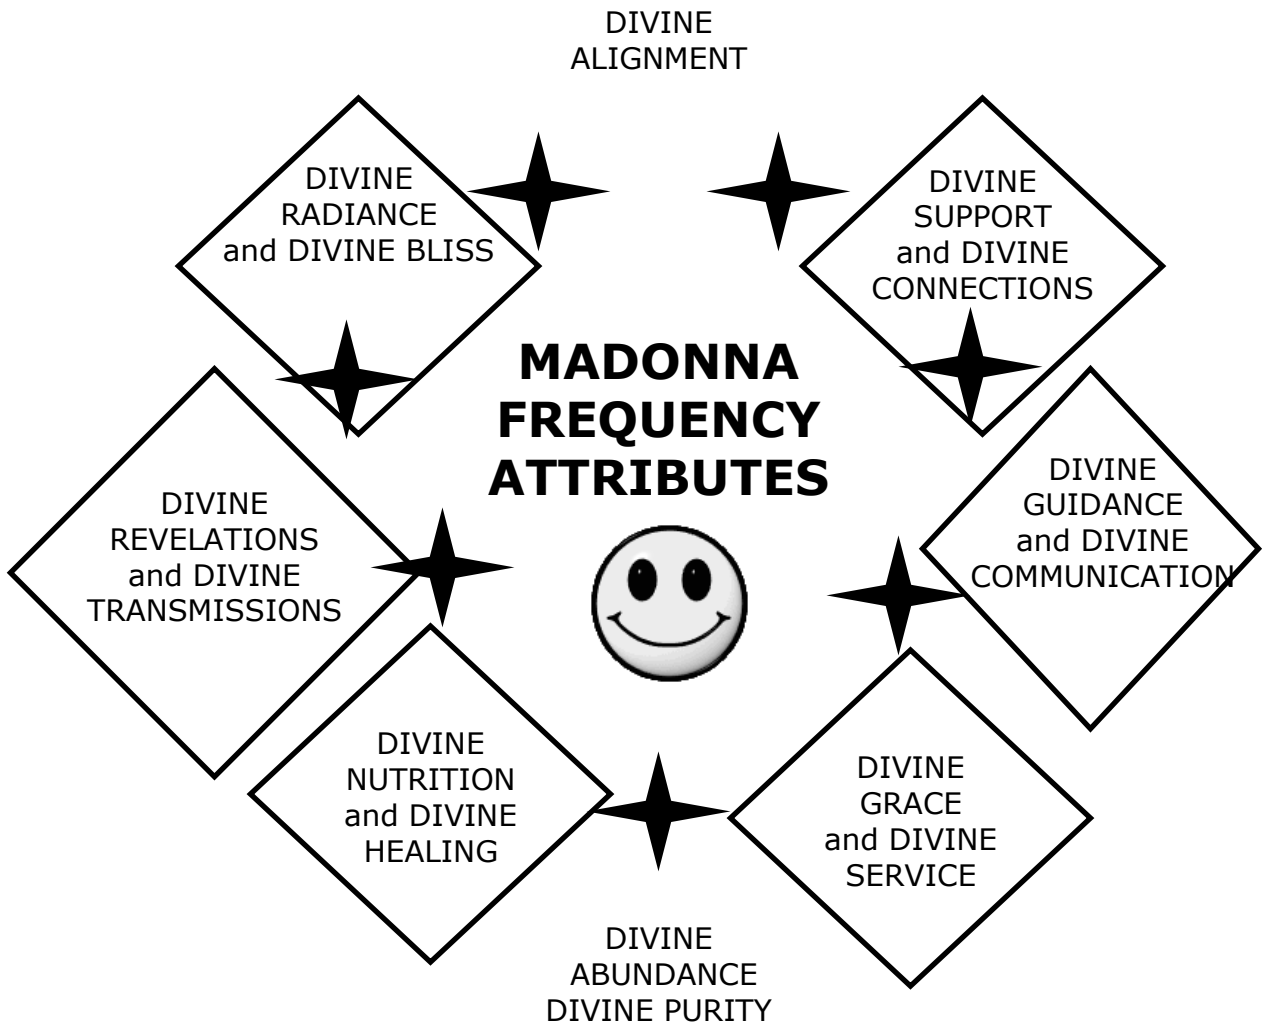 DIVINE
ALIGNMENT
DIVINE
RADIANCE
and DIVINE BLISS
DIVINE
SUPPORT
and DIVINE
CONNECTIONS
MADONNA
FREQUENCY
ATTRIBUTES
DIVINE
REVELATIONS
and DIVINE
TRANSMISSIONS
DIVINE
GUIDANCE
and DIVINE
COMMUNICATION
DIVINE
NUTRITION
and DIVINE
HEALING
DIVINE
GRACE
and DIVINE
SERVICE
DIVINE
ABUNDANCE
DIVINE PURITY